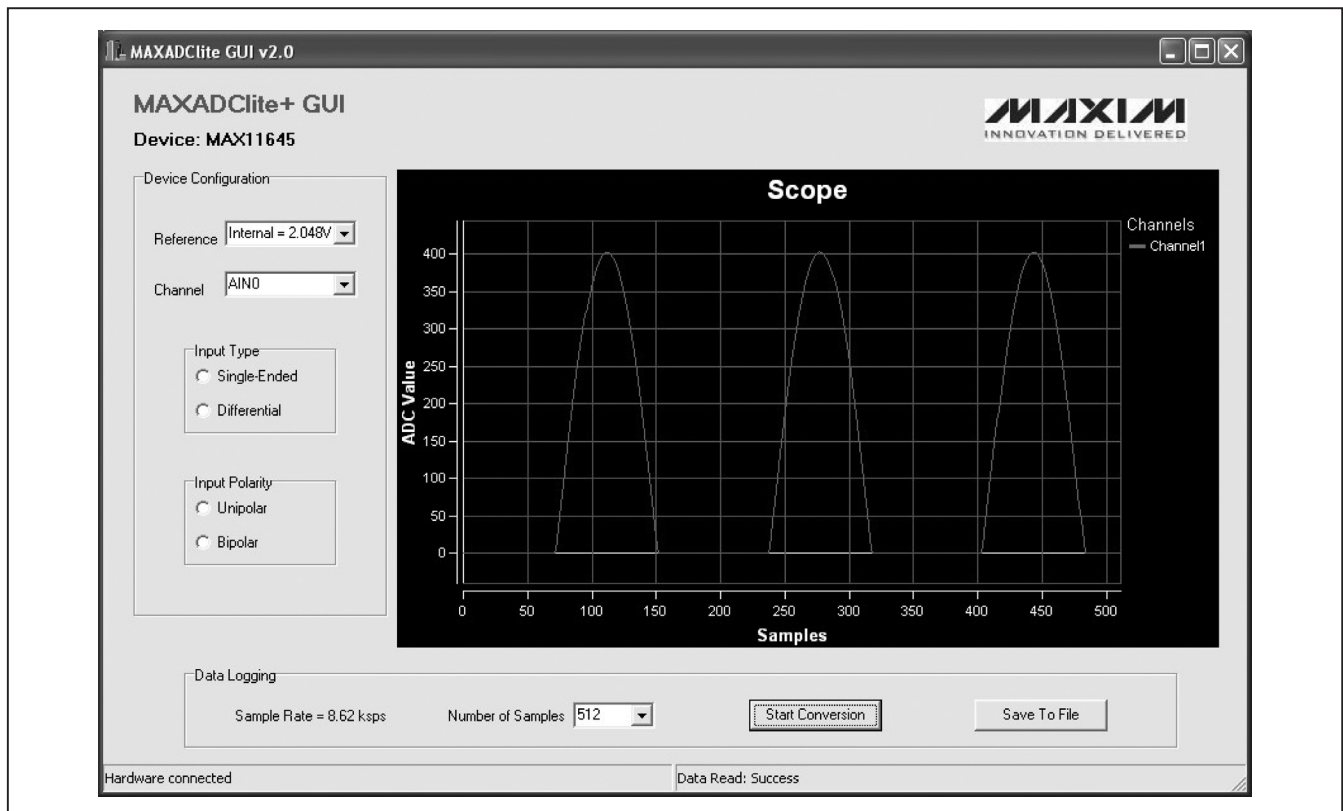 MAXADClite GUI v2.0
MAXADClite+ GUI
Device: MAX11645
MAXIM
INNOVATION DELIVERED
Device Configuration
Reference Internal = 2.048V
Channel AIN0
Input Type
Single-Ended
Differential
Input Polarity
Unipolar
Bipolar
Scope
Channels
Channel1
ADC Value
400
350
300
250
200
150
100
50
0
0 50 100 150 200 250 300 350 400 450 500
Samples
Data Logging
Sample Rate = 8.62 ksps Number of Samples 512 Start Conversion Save To File
Hardware connected Data Read: Success